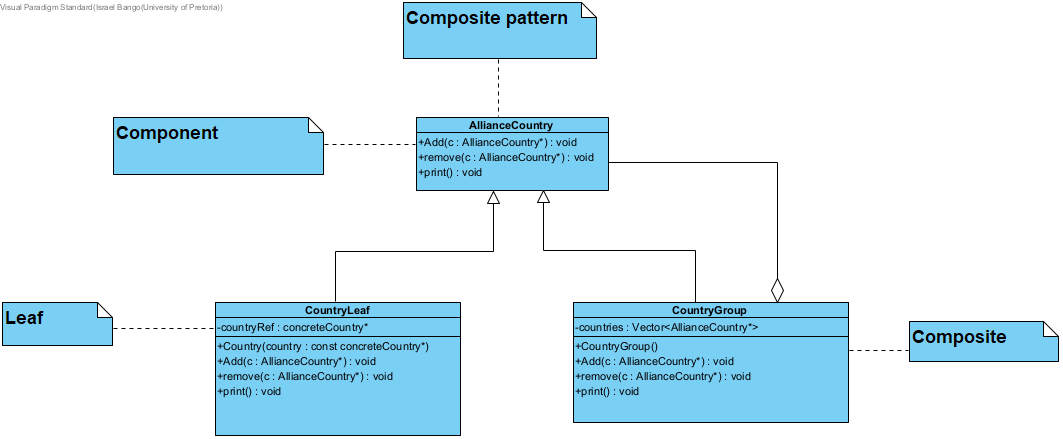 Visual Paradigm Standard(Israel Bango(University of Pretoria))
Composite pattern
Component
AllianceCountry
+Add(c : AllianceCountry*) : void
+remove(c : AllianceCountry*) : void
+print() : void
Leaf
CountryLeaf
-countryRef : concreteCountry*
+Country(country : const concreteCountry*)
+Add(c : AllianceCountry*) : void
+remove(c : AllianceCountry*) : void
+print() : void
CountryGroup
-countries : Vector<AllianceCountry*>
+CountryGroup()
+Add(c : AllianceCountry*) : void
+remove(c : AllianceCountry*) : void
+print() : void
Composite